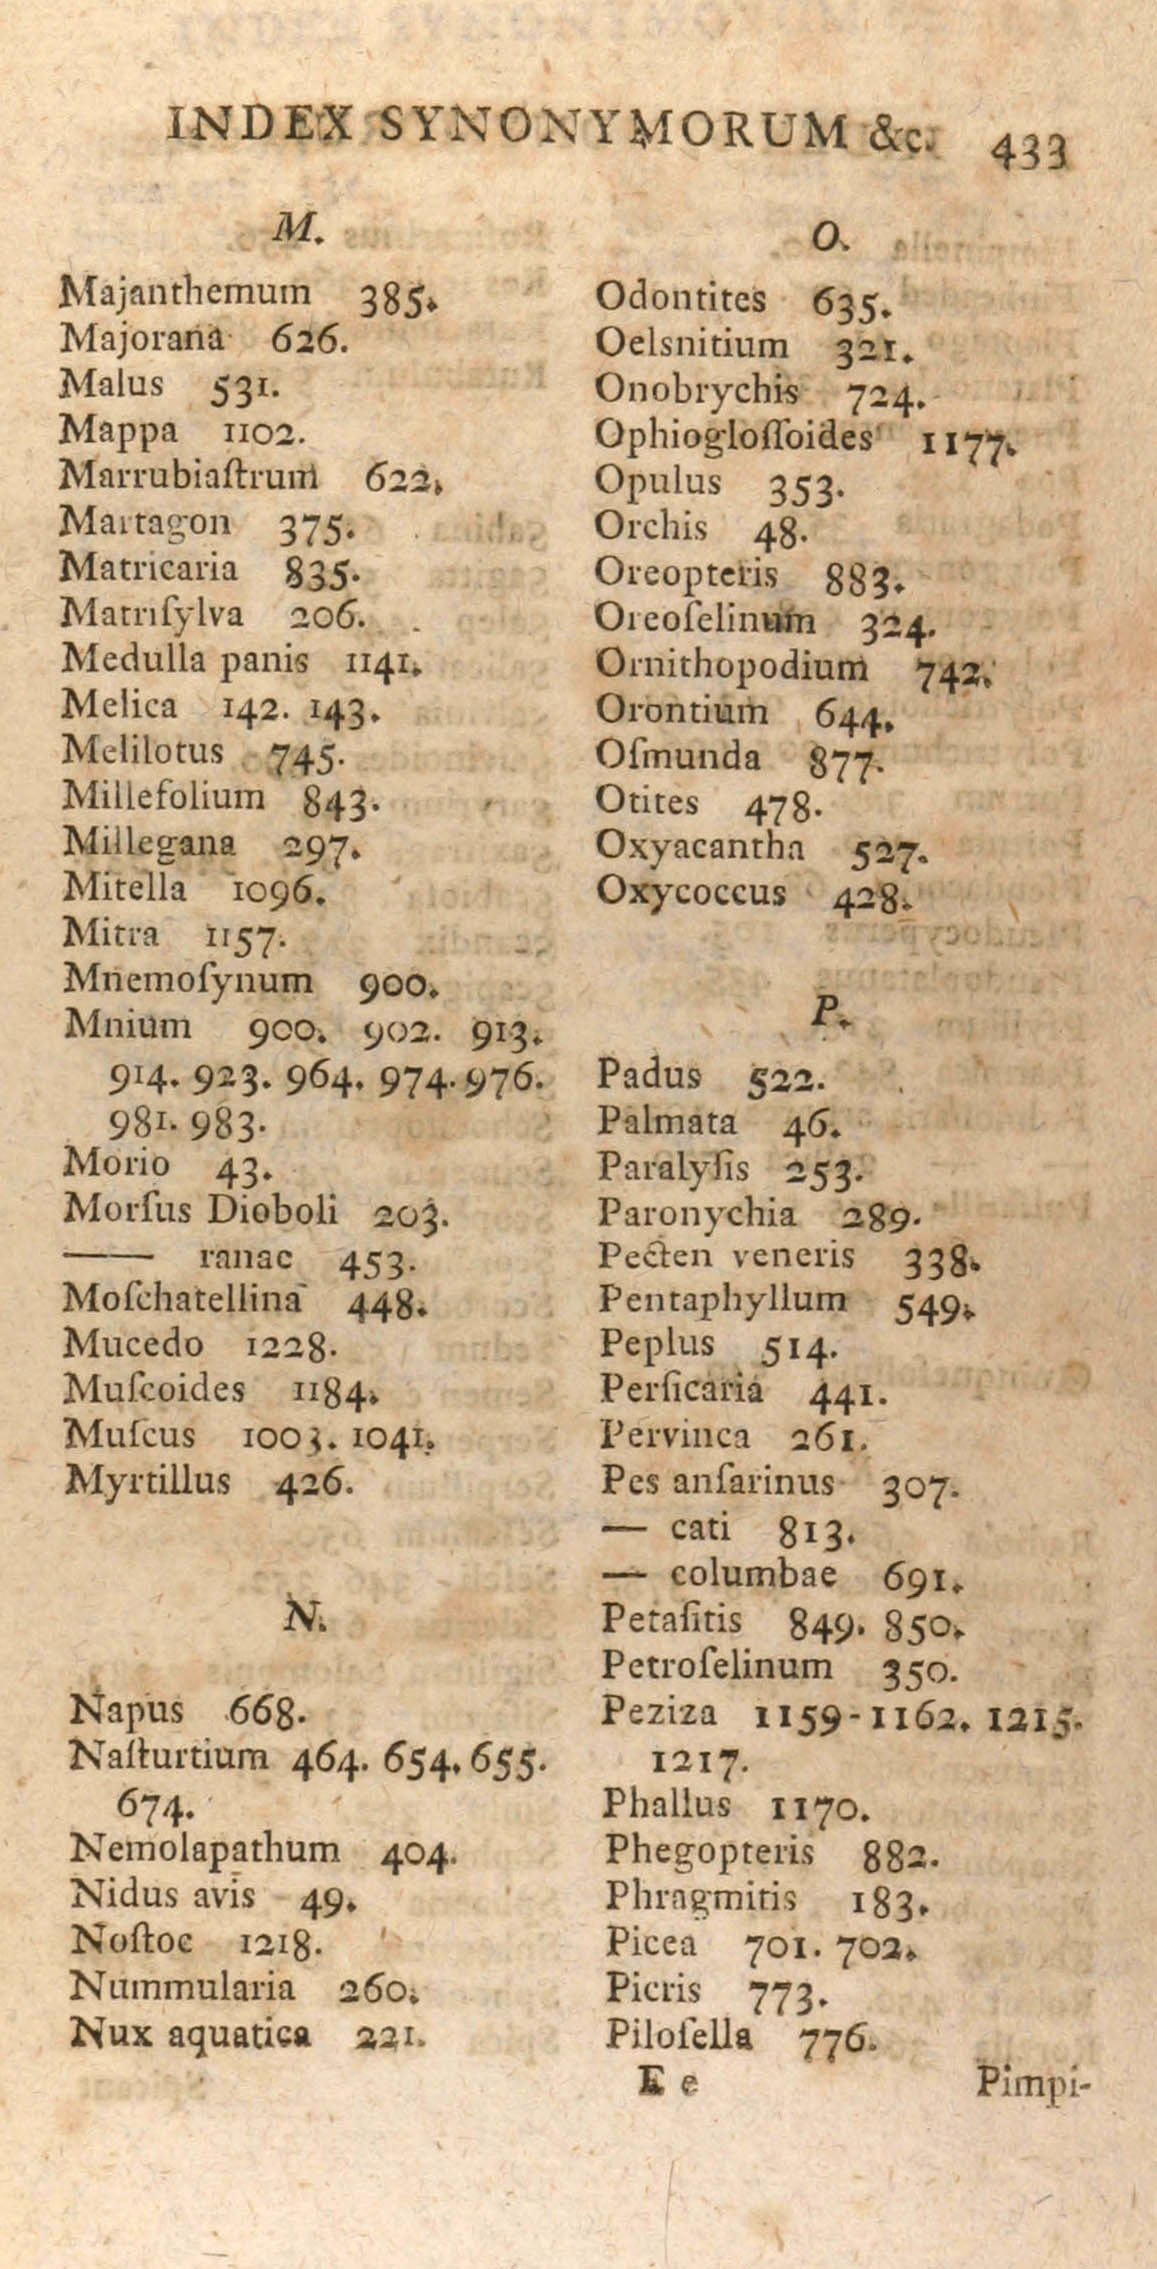 INDEX SYNONYMORUM &c. 433
M.
Majanthemum 385.
Majorana 626.
Malus 531.
Mappa 1102.
Marrubiaſtrum 622.
Martagon 375.
Matricaria 835.
Matriſylva 206.
Medulla panis 1141.
Melica 142. 143.
Melilotus 745.
Millefolium 843.
Millegana 297.
Mitella 1096.
Mitra 1157.
Mnemoſynum 900.
Mnium 900. 902. 913.
914. 923. 964. 974. 976.
981. 983.
Morio 43.
Morſus Dioboli 203.
—— ranae 453.
Moſchatellina 448.
Mucedo 1228.
Muſcoides 1184.
Muſcus 1003. 1041.
Myrtillus 426.
N.
Napus 668.
Naſturtium 464. 654. 655.
674.
Nemolapathum 404.
Nidus avis 49.
Noſtoc 1218.
Nummularia 260.
Nux aquatica 221.
O.
Odontites 635.
Oelsnitium 321.
Onobrychis 724.
Ophiogloſſoides 1177.
Opulus 353.
Orchis 48.
Oreopteris 883.
Oreoſelinum 324.
Ornithopodium 742.
Orontium 644.
Oſmunda 877.
Otites 478.
Oxyacantha 527.
Oxycoccus 428.
P.
Padus 522.
Palmata 46.
Paralyſis 253.
Paronychia 289.
Pecten veneris 338.
Pentaphyllum 549.
Peplus 514.
Perſicaria 441.
Pervinca 261.
Pes anſarinus 307.
— cati 813.
— columbae 691.
Petaſitis 849. 850.
Petroſelinum 350.
Peziza 1159-1162. 1215.
1217.
Phallus 1170.
Phegopteris 882.
Phragmitis 183.
Picea 701. 702.
Picris 773.
Piloſella 776.
E e Pimpi-